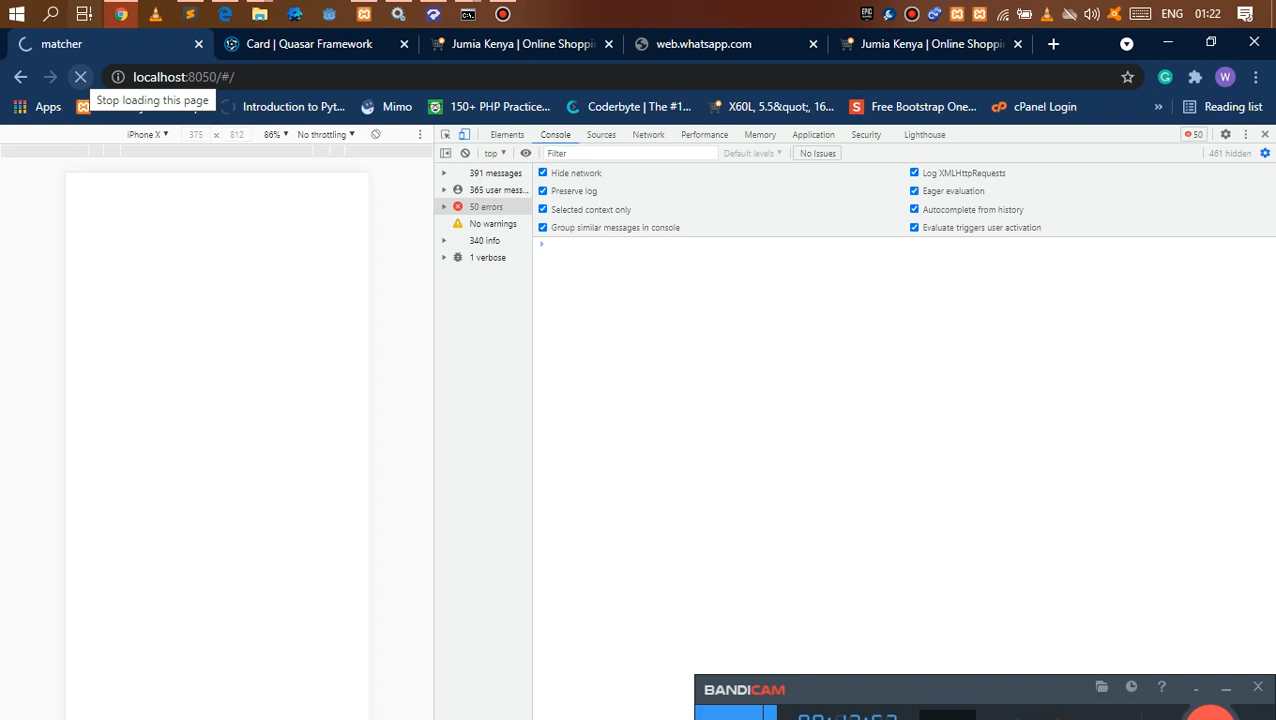 ENG 01:22
matcher
Card | Quasar Framework
Jumia Kenya | Online Shoppin
web.whatsapp.com
Jumia Kenya | Online Shoppin
localhost:8050/#/
Stop loading this page
Apps
Introduction to Pyt...
Mimo
150+ PHP Practice...
Coderbyte | The #1...
X60L, 5.5&quot,, 16...
Free Bootstrap One...
cPanel Login
»
Reading list
W
iPhone X ▾ 375 × 812 86% ▾ No throttling ▾
Elements Console Sources Network Performance Memory Application Security Lighthouse
50
top ▾
Filter
Default levels ▾
No Issues
461 hidden
391 messages
365 user mess...
50 errors
No warnings
340 info
1 verbose
Hide network
Log XMLHttpRequests
Preserve log
Eager evaluation
Selected context only
Autocomplete from history
Group similar messages in console
Evaluate triggers user activation
BANDICAM